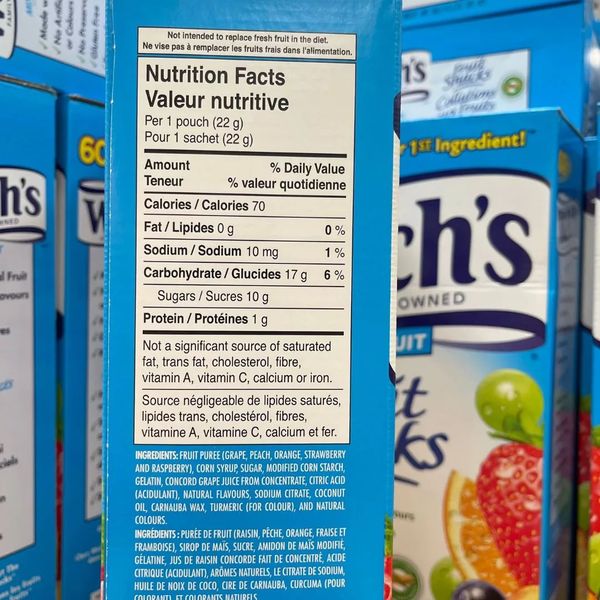 Not intended to replace fresh fruit in the diet.
Ne vise pas à remplacer les fruits frais dans l'alimentation.
Nutrition Facts
Valeur nutritive
Per 1 pouch (22 g)
Pour 1 sachet (22 g)
Amount % Daily Value
Teneur % valeur quotidienne
Calories / Calories 70
Fat / Lipides 0 g 0 %
Sodium / Sodium 10 mg 1 %
Carbohydrate / Glucides 17 g 6 %
Sugars / Sucres 10 g
Protein / Protéines 1 g
Not a significant source of saturated
fat, trans fat, cholesterol, fibre,
vitamin A, vitamin C, calcium or iron.
Source négligeable de lipides saturés,
lipides trans, cholestérol, fibres,
vitamine A, vitamine C, calcium et fer.
INGREDIENTS: FRUIT PUREE (GRAPE, PEACH, ORANGE, STRAWBERRY
AND RASPBERRY), CORN SYRUP, SUGAR, MODIFIED CORN STARCH,
GELATIN, CONCORD GRAPE JUICE FROM CONCENTRATE, CITRIC ACID
(ACIDULANT), NATURAL FLAVOURS, SODIUM CITRATE, COCONUT
OIL, CARNAUBA WAX, TURMERIC (FOR COLOUR), AND NATURAL
COLOURS.
INGRÉDIENTS : PURÉE DE FRUIT (RAISIN, PÊCHE, ORANGE, FRAISE ET
FRAMBOISE), SIROP DE MAÏS, SUCRE, AMIDON DE MAÏS MODIFIÉ,
GÉLATINE, JUS DE RAISIN CONCORDE FAIT DE CONCENTRÉ, ACIDE
CITRIQUE (ACIDULANT), ARÔMES NATURELS, LE CITRATE DE SODIUM,
HUILE DE NOIX DE COCO, CIRE DE CARNAUBA, CURCUMA (POUR
COLORANT), ET COLORANTS NATURELS.
1ST Ingredient!
ch's
OWNED
UIT
it
ks
h's
60
W
h's
Fruit
Snacks